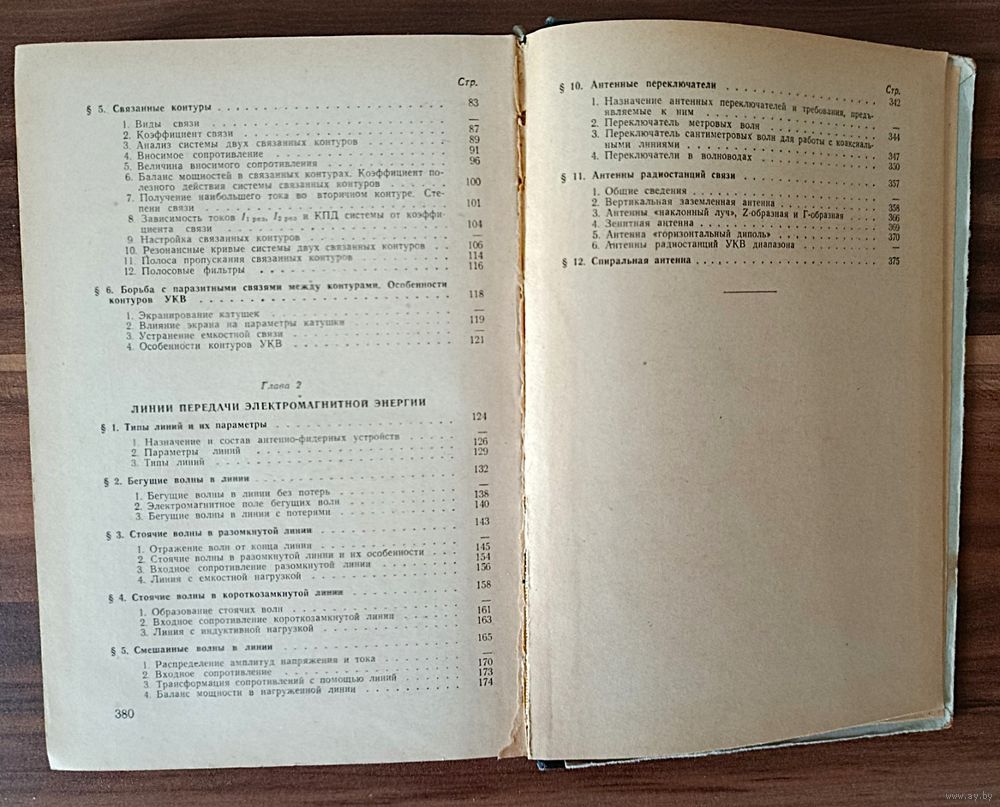 Стр.
§ 5. Связанные контуры . . . 83
1. Виды связи . . . —
2. Коэффициент связи . . . 87
3. Анализ системы двух связанных контуров . . . 89
4. Вносимое сопротивление . . . 91
5. Величина вносимого сопротивления . . . 96
6. Баланс мощностей в связанных контурах. Коэффициент по-
лезного действия системы связанных контуров . . . 100
7. Получение наибольшего тока во вторичном контуре. Сте-
пени связи . . . 101
8. Зависимость токов I1 рез, I2 рез и КПД системы от коэффи-
циента связи . . . 104
9. Настройка связанных контуров . . . —
10. Резонансные кривые системы двух связанных контуров . . . 106
11. Полоса пропускания связанных контуров . . . 114
12. Полосовые фильтры . . . 116
§ 6. Борьба с паразитными связями между контурами. Особенности
контуров УКВ . . . 118
1. Экранирование катушек . . . —
2. Влияние экрана на параметры катушки . . . 119
3. Устранение емкостной связи . . . —
4. Особенности контуров УКВ . . . 121
Глава 2
ЛИНИИ ПЕРЕДАЧИ ЭЛЕКТРОМАГНИТНОЙ ЭНЕРГИИ
§ 1. Типы линий и их параметры . . . 124
1. Назначение и состав антенно-фидерных устройств . . . —
2. Параметры линий . . . 126
3. Типы линий . . . 129
§ 2. Бегущие волны в линии . . . 132
1. Бегущие волны в линии без потерь . . . —
2. Электромагнитное поле бегущих волн . . . 138
3. Бегущие волны в линии с потерями . . . 140
§ 3. Стоячие волны в разомкнутой линии . . . 143
1. Отражение волн от конца линии . . . —
2. Стоячие волны в разомкнутой линии и их особенности . . . 145
3. Входное сопротивление разомкнутой линии . . . 154
4. Линия с емкостной нагрузкой . . . 156
§ 4. Стоячие волны в короткозамкнутой линии . . . 158
1. Образование стоячих волн . . . —
2. Входное сопротивление короткозамкнутой линии . . . 161
3. Линия с индуктивной нагрузкой . . . 163
§ 5. Смешанные волны в линии . . . 165
1. Распределение амплитуд напряжения и тока . . . —
2. Входное сопротивление . . . 170
3. Трансформация сопротивлений с помощью линий . . . 173
4. Баланс мощности в нагруженной линии . . . 174
380
Стр.
§ 10. Антенные переключатели . . . 342
1. Назначение антенных переключателей и требования, предъ-
являемые к ним . . . —
2. Переключатель метровых волн . . . 344
3. Переключатель сантиметровых волн для работы с коаксиаль-
ными линиями . . . 347
4. Переключатели в волноводах . . . 350
§ 11. Антенны радиостанций связи . . . 357
1. Общие сведения . . . —
2. Вертикальная заземленная антенна . . . 358
3. Антенны «наклонный луч», Z-образная и Г-образная . . . 366
4. Зенитная антенна . . . 369
5. Антенна «горизонтальный диполь» . . . 370
6. Антенны радиостанций УКВ диапазона . . . —
§ 12. Спиральная антенна . . . 375
www.ay.by